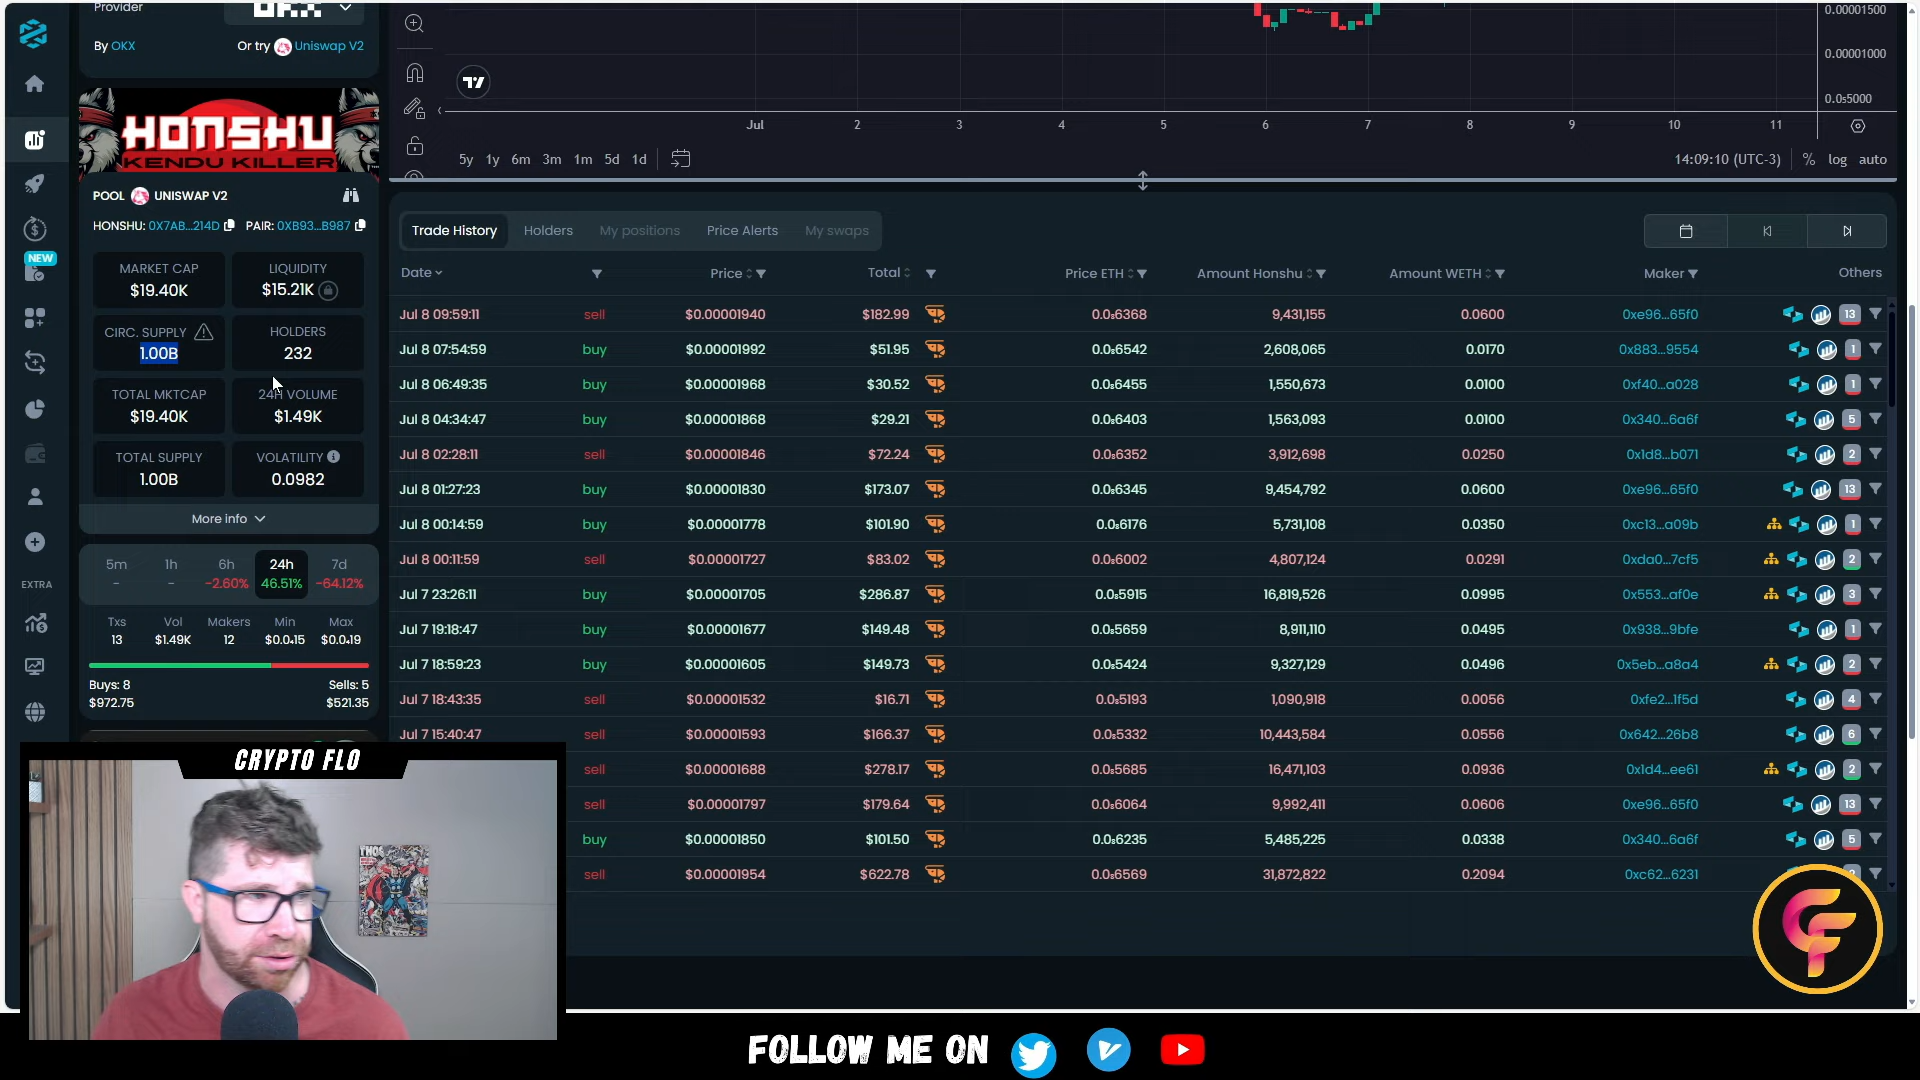 Provider
OKX
By OKX
Or try Uniswap V2
HONSHU
KENDU KILLER
POOL UNISWAP V2
HONSHU: 0X7AB...214D PAIR: 0XB93...B987
MARKET CAP
$19.40K
LIQUIDITY
$15.21K
CIRC. SUPPLY
1.00B
HOLDERS
232
TOTAL MKTCAP
$19.40K
24H VOLUME
$1.49K
TOTAL SUPPLY
1.00B
VOLATILITY
0.0982
More info
5m 1h 6h 24h 7d
- - -2.60% 46.51% -64.12%
Txs Vol Makers Min Max
13 $1.49K 12 $0.0₄15 $0.0₄19
Buys: 8 Sells: 5
$972.75 $521.35
NEW
EXTRA
0.00001500
0.00001000
0.0₅5000
Jul 2 3 4 5 6 7 8 9 10 11
5y 1y 6m 3m 1m 5d 1d
14:09:10 (UTC-3) % log auto
Trade History Holders My positions Price Alerts My swaps
Date Price Total Price ETH Amount Honshu Amount WETH Maker Others
Jul 8 09:59:11 sell $0.00001940 $182.99 0.0₈6368 9,431,155 0.0600 0xe96...65f0 13
Jul 8 07:54:59 buy $0.00001992 $51.95 0.0₈6542 2,608,065 0.0170 0x883...9554 1
Jul 8 06:49:35 buy $0.00001968 $30.52 0.0₈6455 1,550,673 0.0100 0xf40...a028 1
Jul 8 04:34:47 buy $0.00001868 $29.21 0.0₈6403 1,563,093 0.0100 0x340...6a6f 5
Jul 8 02:28:11 sell $0.00001846 $72.24 0.0₈6352 3,912,698 0.0250 0x1d8...b071 2
Jul 8 01:27:23 buy $0.00001830 $173.07 0.0₈6345 9,454,792 0.0600 0xe96...65f0 13
Jul 8 00:14:59 buy $0.00001778 $101.90 0.0₈6176 5,731,108 0.0350 0xc13...a09b 1
Jul 8 00:11:59 sell $0.00001727 $83.02 0.0₈6002 4,807,124 0.0291 0xda0...7cf5 2
Jul 7 23:26:11 buy $0.00001705 $286.87 0.0₈5915 16,819,526 0.0995 0x553...af0e 3
Jul 7 19:18:47 buy $0.00001677 $149.48 0.0₈5659 8,911,110 0.0495 0x938...9bfe 1
Jul 7 18:59:23 buy $0.00001605 $149.73 0.0₈5424 9,327,129 0.0496 0x5eb...a8a4 2
Jul 7 18:43:35 sell $0.00001532 $16.71 0.0₈5193 1,090,918 0.0056 0xfe2...1f5d 4
Jul 7 15:40:47 sell $0.00001593 $166.37 0.0₈5332 10,443,584 0.0556 0x642...26b8 6
sell $0.00001688 $278.17 0.0₈5685 16,471,103 0.0936 0x1d4...ee61 2
sell $0.00001797 $179.64 0.0₈6064 9,992,411 0.0606 0xe96...65f0 13
buy $0.00001850 $101.50 0.0₈6235 5,485,225 0.0338 0x340...6a6f 5
sell $0.00001954 $622.78 0.0₈6569 31,872,822 0.2094 0xc62...6231
CRYPTO FLO
THOR
FOLLOW ME ON